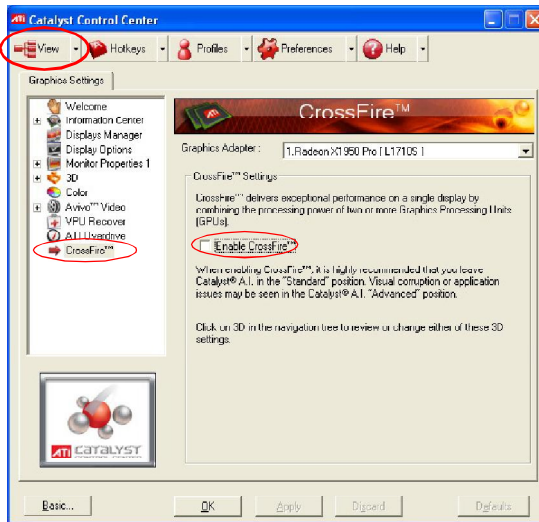 ATI Catalyst Control Center
View Hotkeys Profiles Preferences Help
Graphics Settings
Welcome
Information Center
Displays Manager
Display Options
Monitor Properties 1
3D
Color
Avivo™ Video
VPU Recover
ATI Overdrive
CrossFire™
CrossFire™
Graphics Adapter :
1.Radeon X1950 Pro [ L1710S ]
CrossFire™ Settings
CrossFire™ delivers exceptional performance on a single display by
combining the processing power of two or more Graphics Processing Units
(GPUs).
Enable CrossFire™
When enabling CrossFire™, it is highly recommended that you leave
Catalyst® A.I. in the "Standard" position. Visual corruption or application
issues may be seen in the Catalyst® A.I. "Advanced" position.
Click on 3D in the navigation tree to review or change either of these 3D
settings.
ATI CATALYST
Basic... OK Apply Discard Defaults